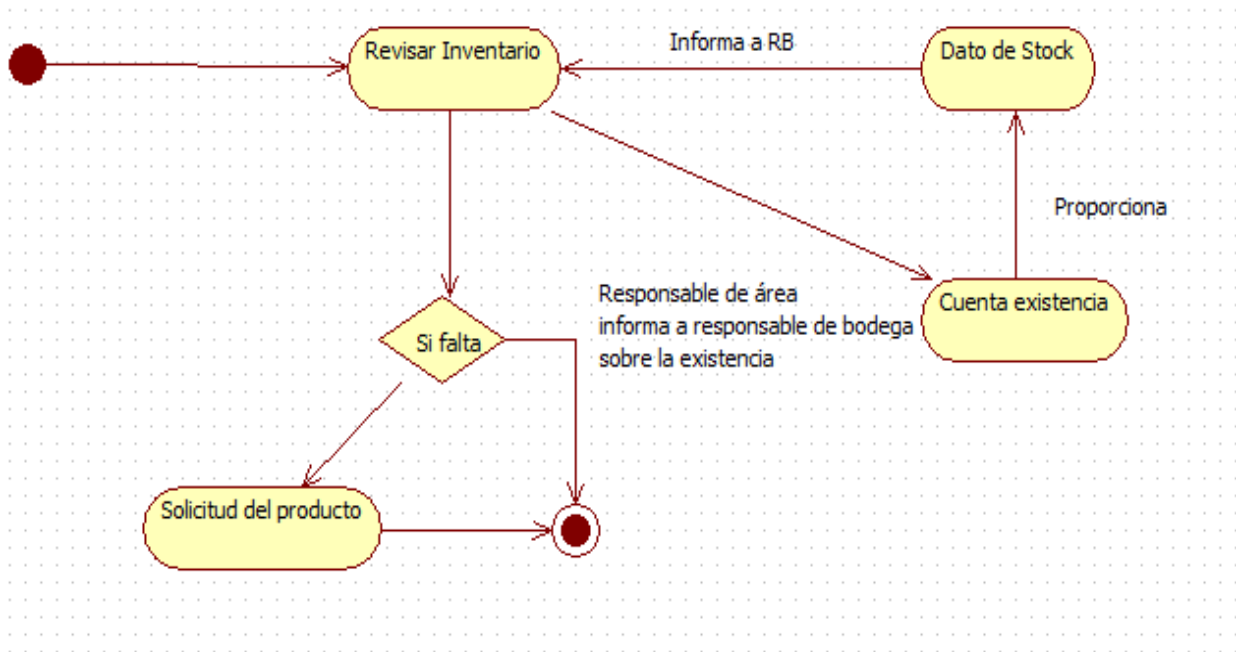 Revisar Inventario
Informa a RB
Dato de Stock
Proporciona
Cuenta existencia
Responsable de área
informa a responsable de bodega
sobre la existencia
Si falta
Solicitud del producto